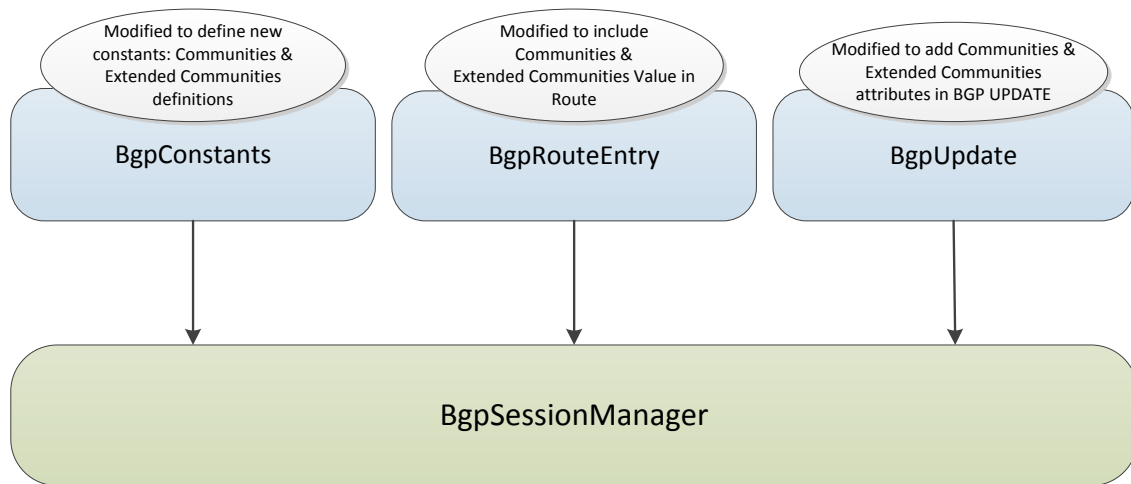 Modified to define new
constants: Communities &
Extended Communities
definitions
BgpConstants
Modified to include
Communities &
Extended Communities Value in
Route
BgpRouteEntry
Modified to add Communities &
Extended Communities
attributes in BGP UPDATE
BgpUpdate
BgpSessionManager